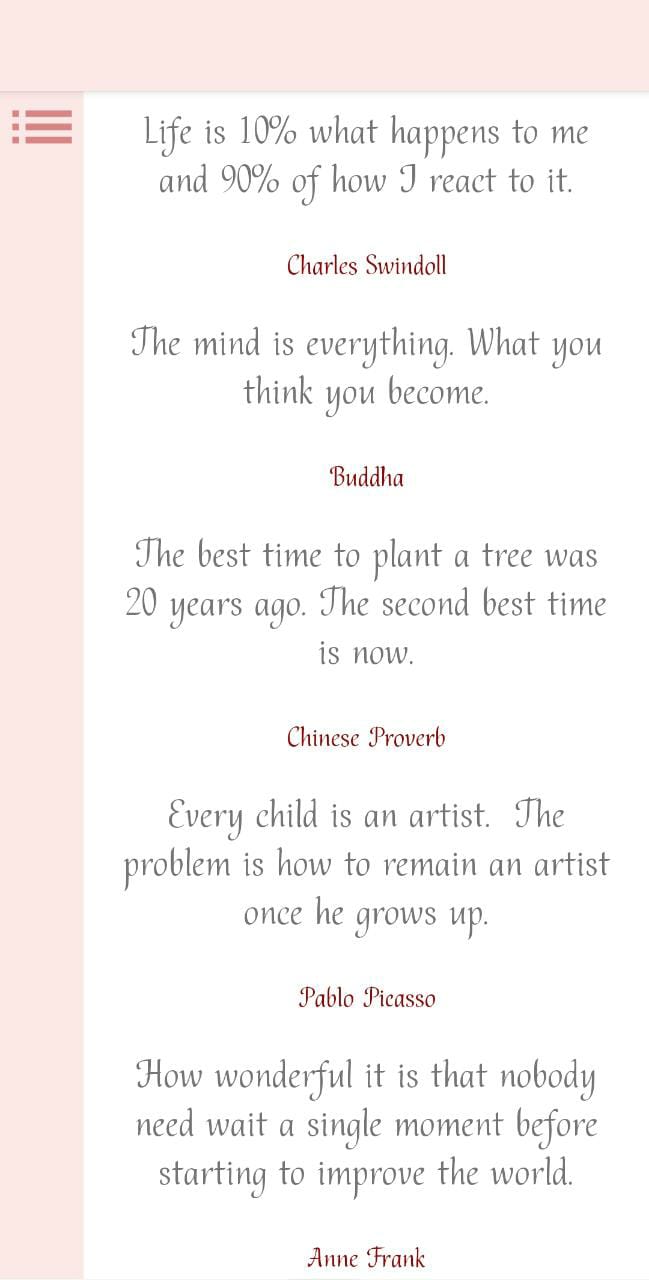 Life is 10% what happens to me
and 90% of how I react to it.
Charles Swindoll
The mind is everything. What you
think you become.
Buddha
The best time to plant a tree was
20 years ago. The second best time
is now.
Chinese Proverb
Every child is an artist.  The
problem is how to remain an artist
once he grows up.
Pablo Picasso
How wonderful it is that nobody
need wait a single moment before
starting to improve the world.
Anne Frank